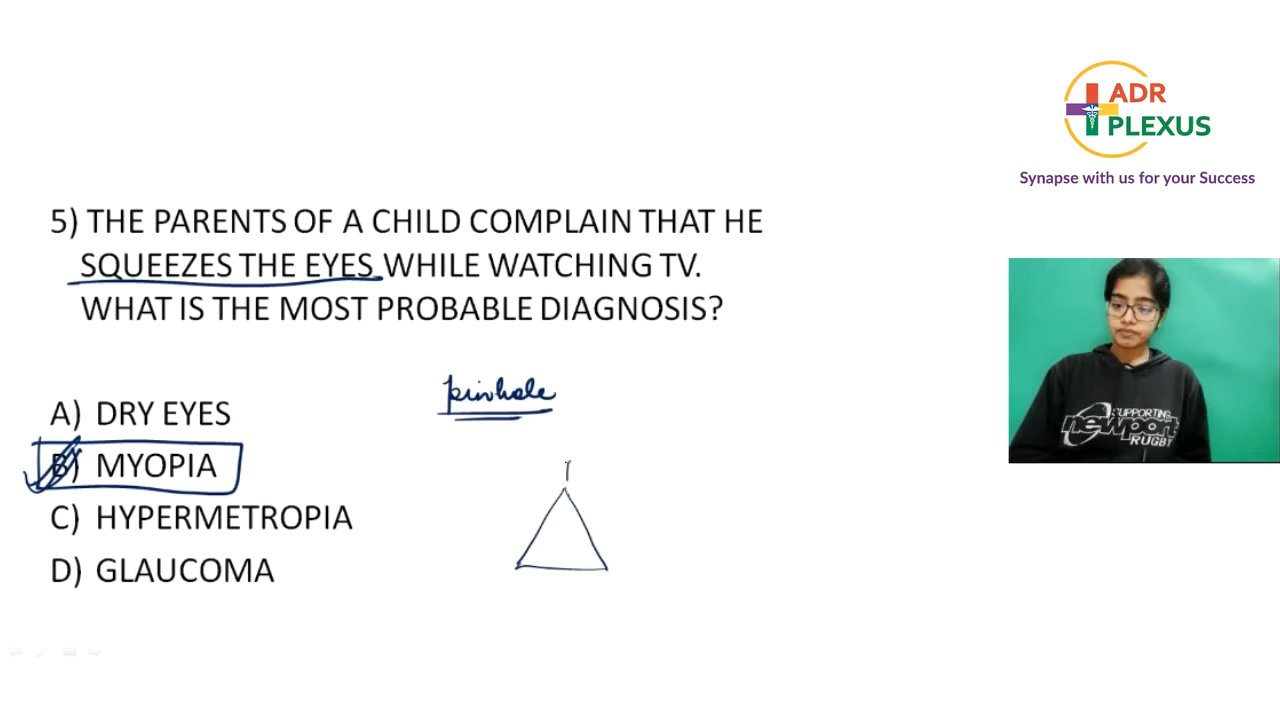 ADR
PLEXUS
Synapse with us for your Success
5) THE PARENTS OF A CHILD COMPLAIN THAT HE
SQUEEZES THE EYES WHILE WATCHING TV.
WHAT IS THE MOST PROBABLE DIAGNOSIS?
pinhole
A) DRY EYES
B) MYOPIA
C) HYPERMETROPIA
D) GLAUCOMA
SUPPORTING
newport
RUGBY